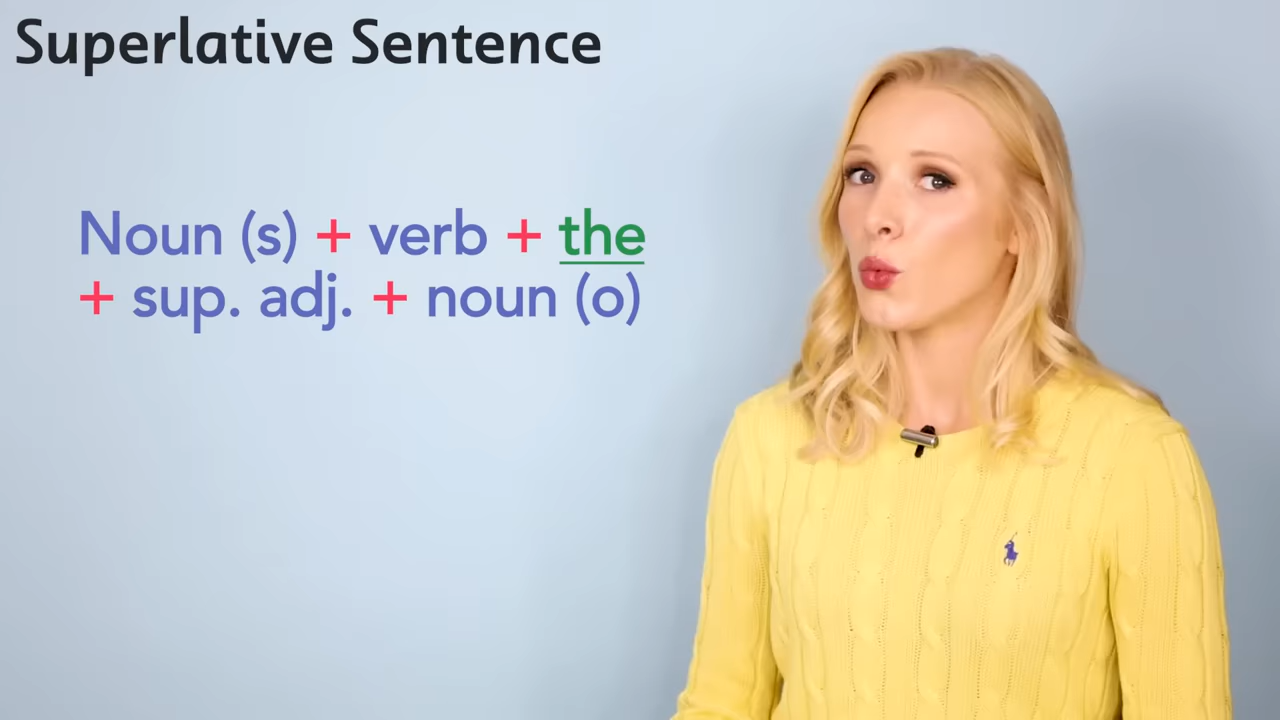 Superlative Sentence
Noun (s) + verb + the
+ sup. adj. + noun (o)